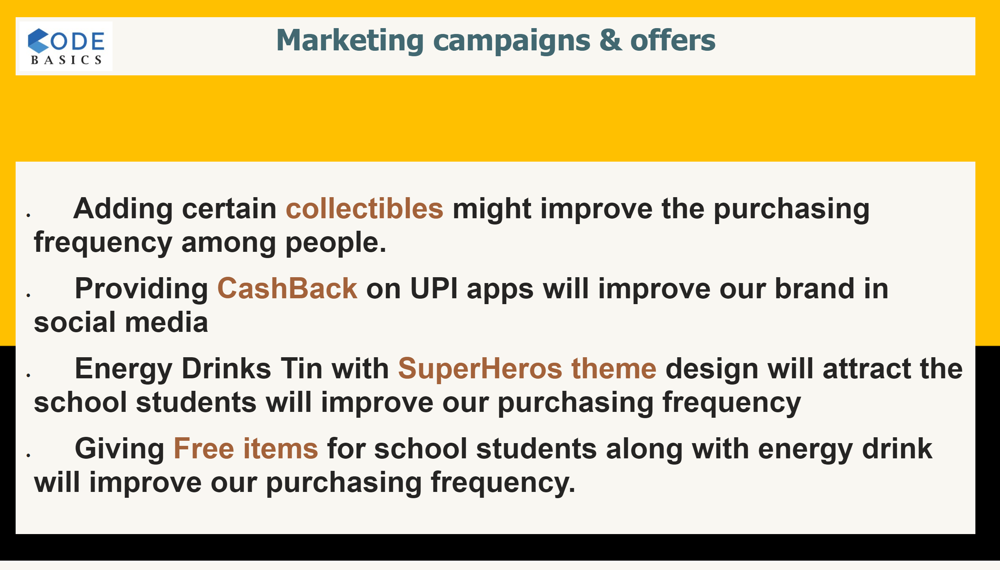 CODE
BASICS
Marketing campaigns & offers
. Adding certain collectibles might improve the purchasing
frequency among people.
. Providing CashBack on UPI apps will improve our brand in
social media
. Energy Drinks Tin with SuperHeros theme design will attract the
school students will improve our purchasing frequency
. Giving Free items for school students along with energy drink
will improve our purchasing frequency.